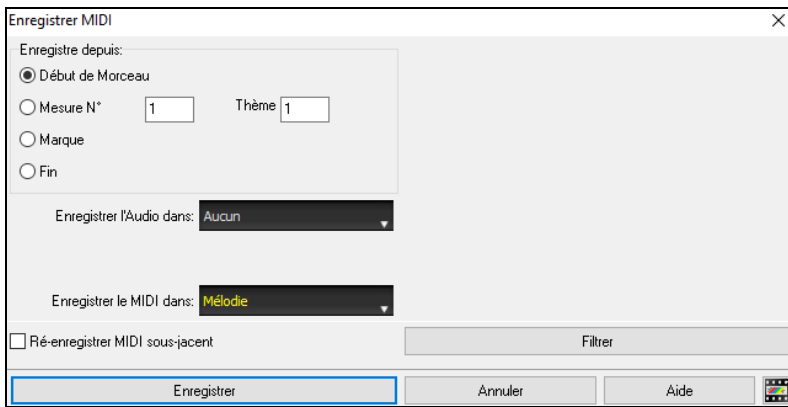 Enregistrer MIDI
Enregistre depuis:
Début de Morceau
Mesure N° 1 Thème 1
Marque
Fin
Enregistrer l'Audio dans: Aucun
Enregistrer le MIDI dans: Mélodie
Ré-enregistrer MIDI sous-jacent Filtrer
Enregistrer Annuler Aide